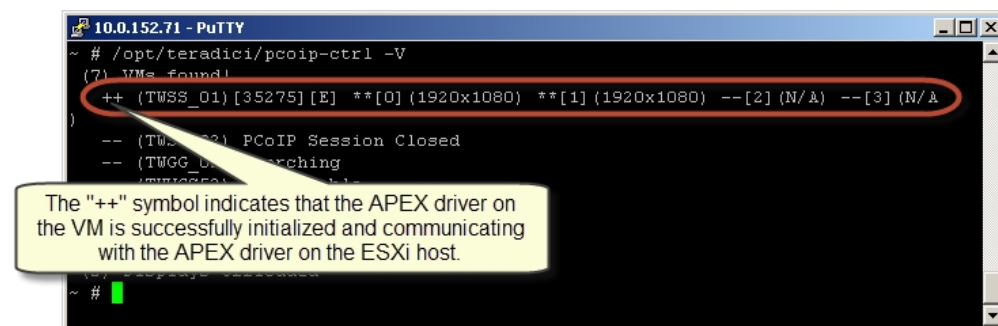 10.0.152.71 - PuTTY
~ # /opt/teradici/pcoip-ctrl -V
(7) VMs found!
++ (TWSS_01)[35275][E] **[0](1920x1080) **[1](1920x1080) --[2](N/A) --[3](N/A
)
-- PCoIP Session Closed
--
The "++" symbol indicates that the APEX driver on
the VM is successfully initialized and communicating
with the APEX driver on the ESXi host.
~ #